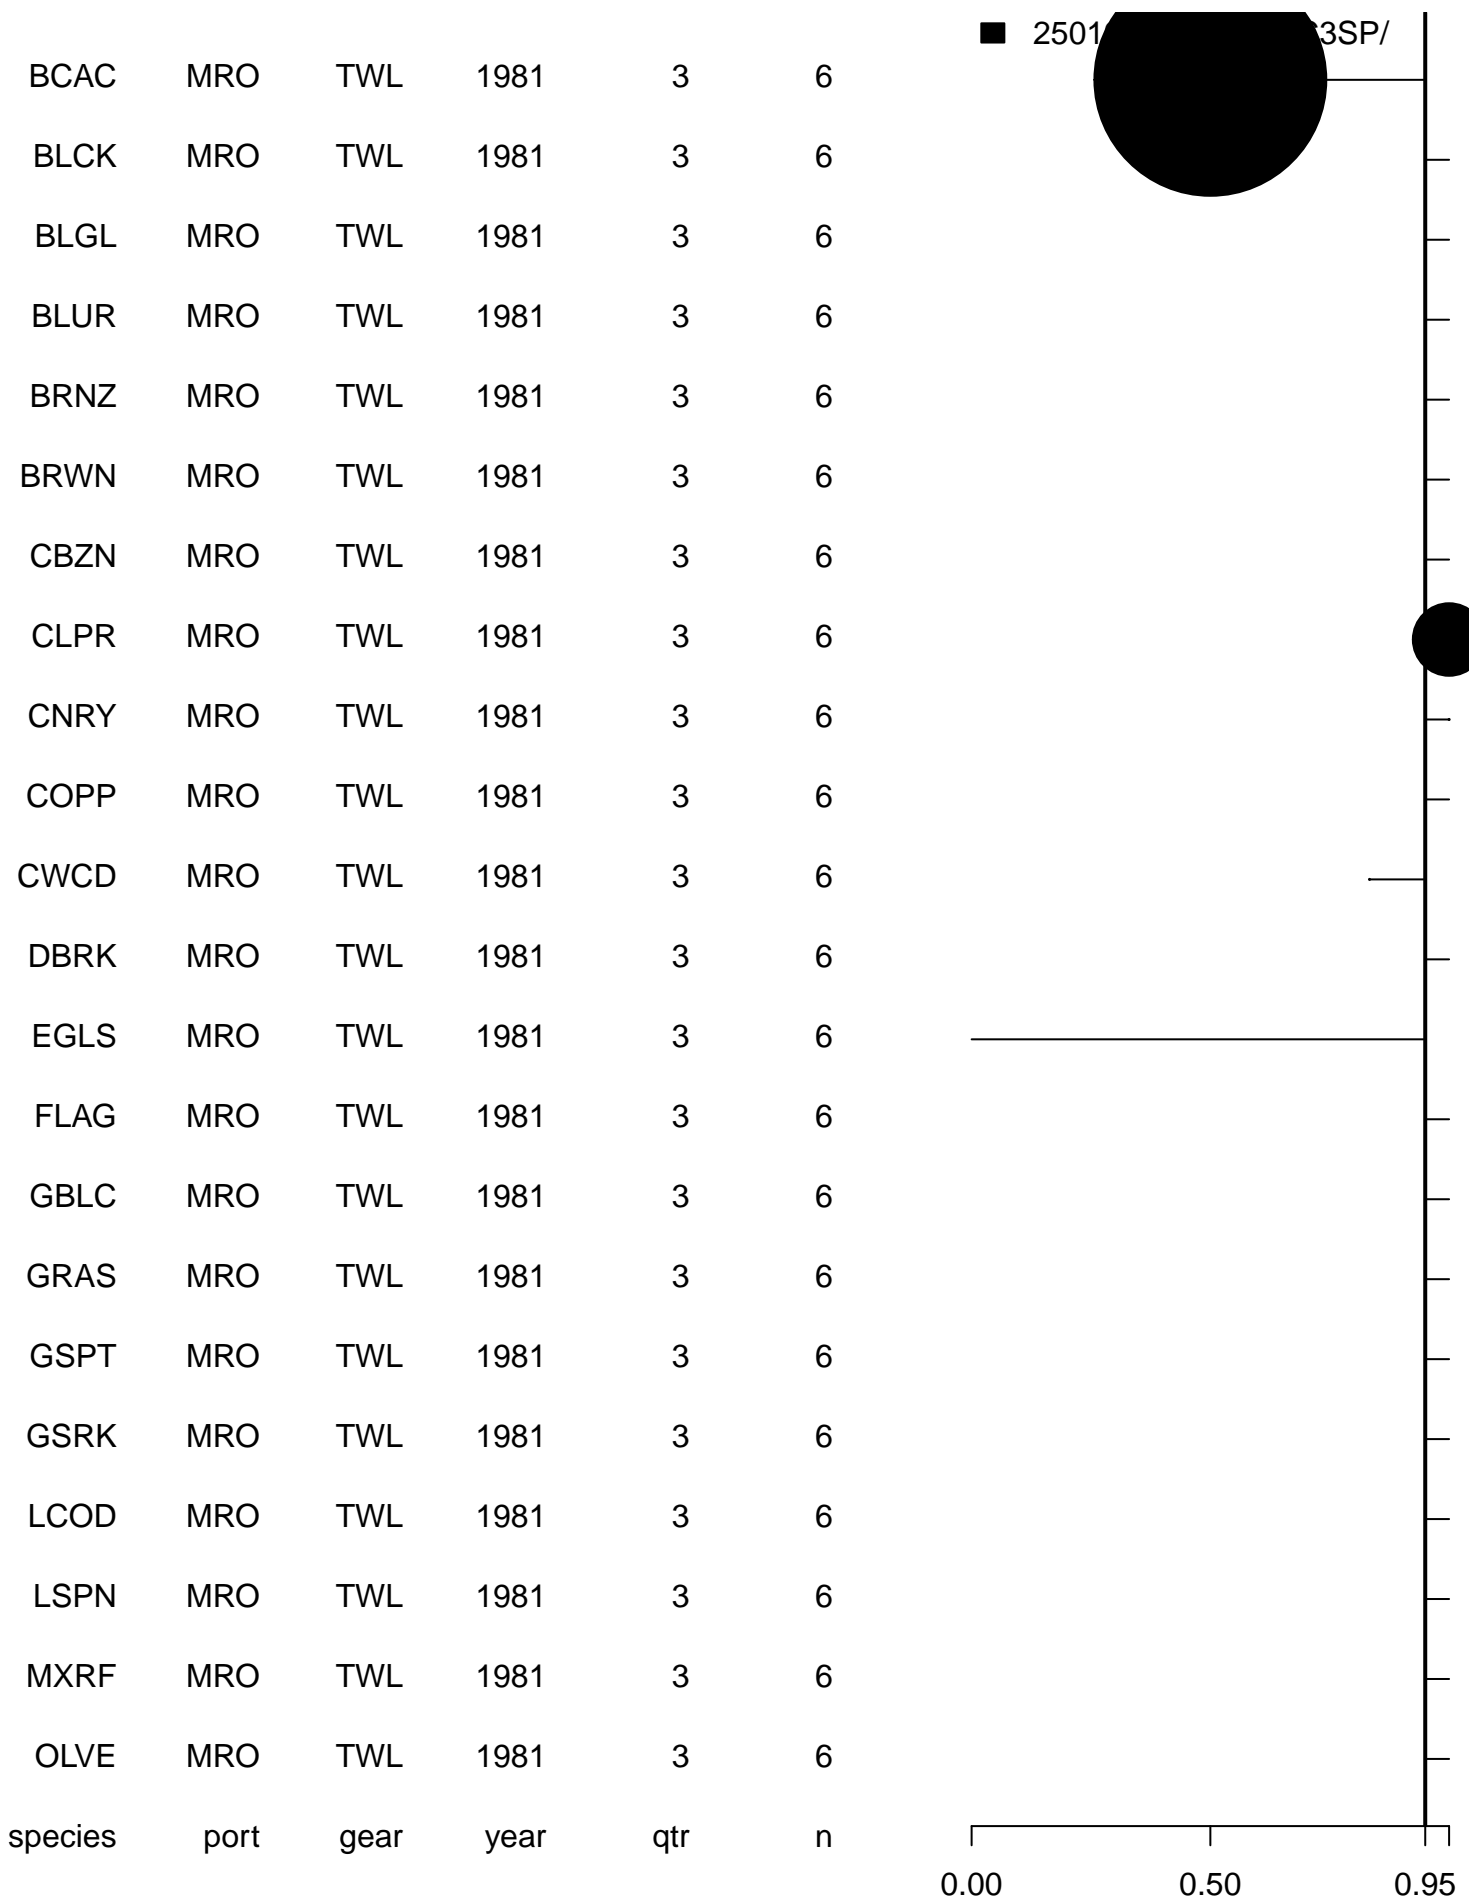 2501 3SP/
BCAC MRO TWL 1981 3 6
BLCK MRO TWL 1981 3 6
BLGL MRO TWL 1981 3 6
BLUR MRO TWL 1981 3 6
BRNZ MRO TWL 1981 3 6
BRWN MRO TWL 1981 3 6
CBZN MRO TWL 1981 3 6
CLPR MRO TWL 1981 3 6
CNRY MRO TWL 1981 3 6
COPP MRO TWL 1981 3 6
CWCD MRO TWL 1981 3 6
DBRK MRO TWL 1981 3 6
EGLS MRO TWL 1981 3 6
FLAG MRO TWL 1981 3 6
GBLC MRO TWL 1981 3 6
GRAS MRO TWL 1981 3 6
GSPT MRO TWL 1981 3 6
GSRK MRO TWL 1981 3 6
LCOD MRO TWL 1981 3 6
LSPN MRO TWL 1981 3 6
MXRF MRO TWL 1981 3 6
OLVE MRO TWL 1981 3 6
species port gear year qtr n
0.00 0.50 0.95